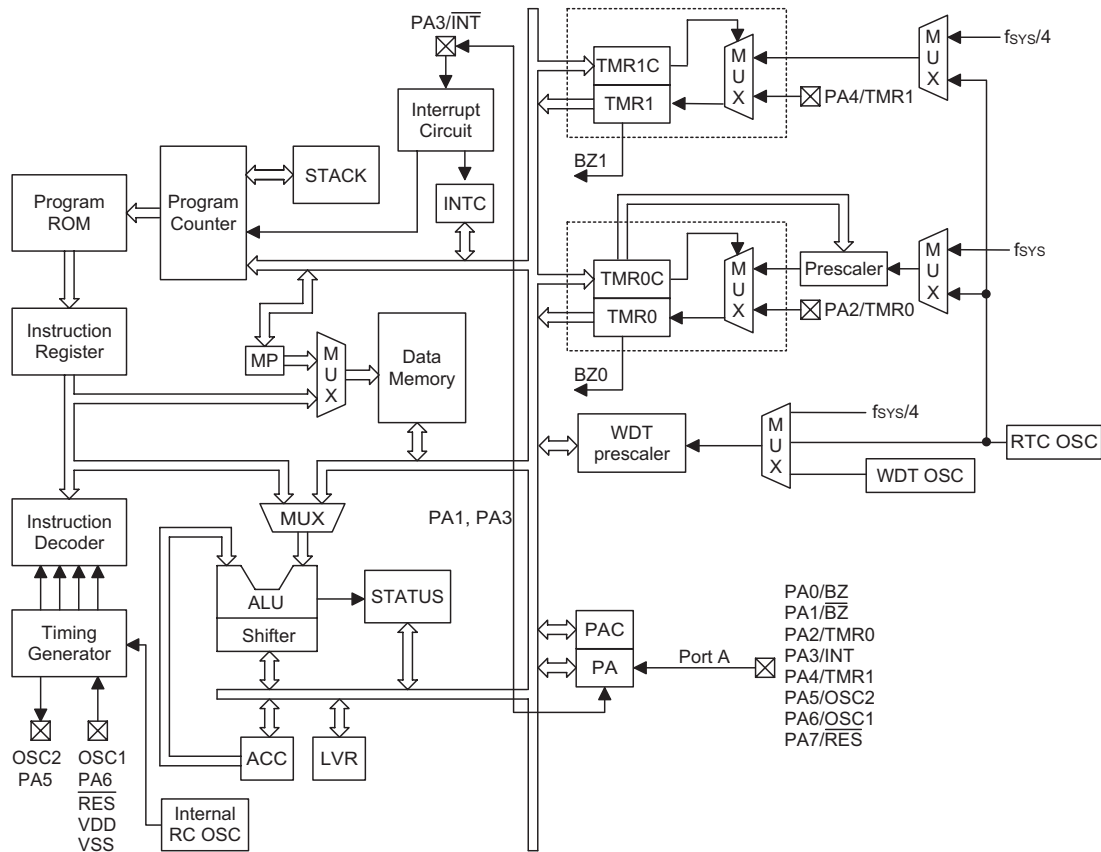 PA3/INT
Interrupt
Circuit
INTC
STACK
Program
ROM
Program
Counter
Instruction
Register
MP
M
U
X
Data
Memory
Instruction
Decoder
MUX
PA1, PA3
ALU
Shifter
STATUS
Timing
Generator
OSC2
PA5
OSC1
PA6
RES
VDD
VSS
Internal
RC OSC
ACC
LVR
TMR1C
TMR1
M
U
X
PA4/TMR1
M
U
X
fSYS/4
BZ1
TMR0C
TMR0
M
U
X
Prescaler
PA2/TMR0
M
U
X
fSYS
BZ0
WDT
prescaler
M
U
X
fSYS/4
RTC OSC
WDT OSC
PAC
PA
Port A
PA0/BZ
PA1/BZ
PA2/TMR0
PA3/INT
PA4/TMR1
PA5/OSC2
PA6/OSC1
PA7/RES